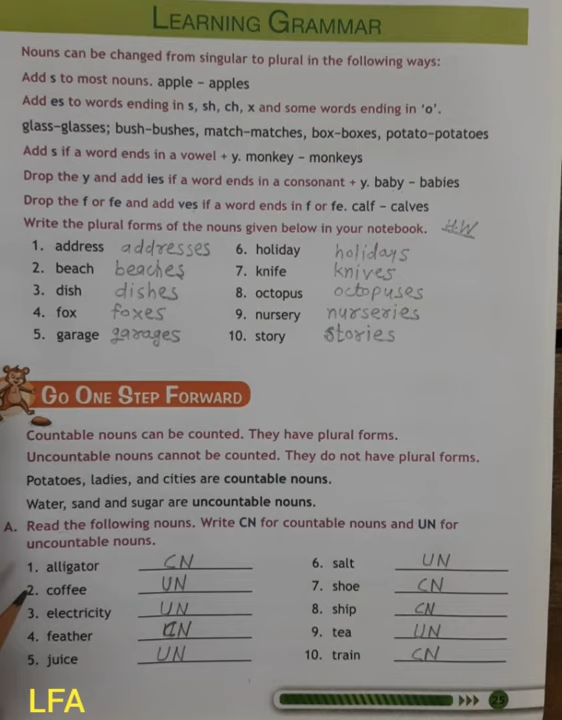 LEARNING GRAMMAR
Nouns can be changed from singular to plural in the following ways:
Add s to most nouns. apple – apples
Add es to words ending in s, sh, ch, x and some words ending in ‘o’.
glass–glasses; bush–bushes, match–matches, box–boxes, potato–potatoes
Add s if a word ends in a vowel + y. monkey – monkeys
Drop the y and add ies if a word ends in a consonant + y. baby – babies
Drop the f or fe and add ves if a word ends in f or fe. calf – calves
Write the plural forms of the nouns given below in your notebook. H.W
1. address addresses 6. holiday holidays
2. beach beaches 7. knife knives
3. dish dishes 8. octopus octopuses
4. fox foxes 9. nursery nurseries
5. garage garages 10. story stories
GO ONE STEP FORWARD
Countable nouns can be counted. They have plural forms.
Uncountable nouns cannot be counted. They do not have plural forms.
Potatoes, ladies, and cities are countable nouns.
Water, sand and sugar are uncountable nouns.
A. Read the following nouns. Write CN for countable nouns and UN for
uncountable nouns.
1. alligator CN 6. salt UN
2. coffee UN 7. shoe CN
3. electricity UN 8. ship CN
4. feather CN 9. tea UN
5. juice UN 10. train CN
LFA
25